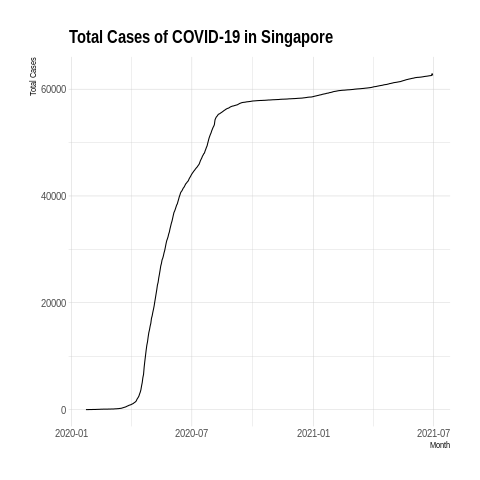 Total Cases of COVID-19 in Singapore
Total Cases
60000
40000
20000
0
2020-01 2020-07 2021-01 2021-07
Month